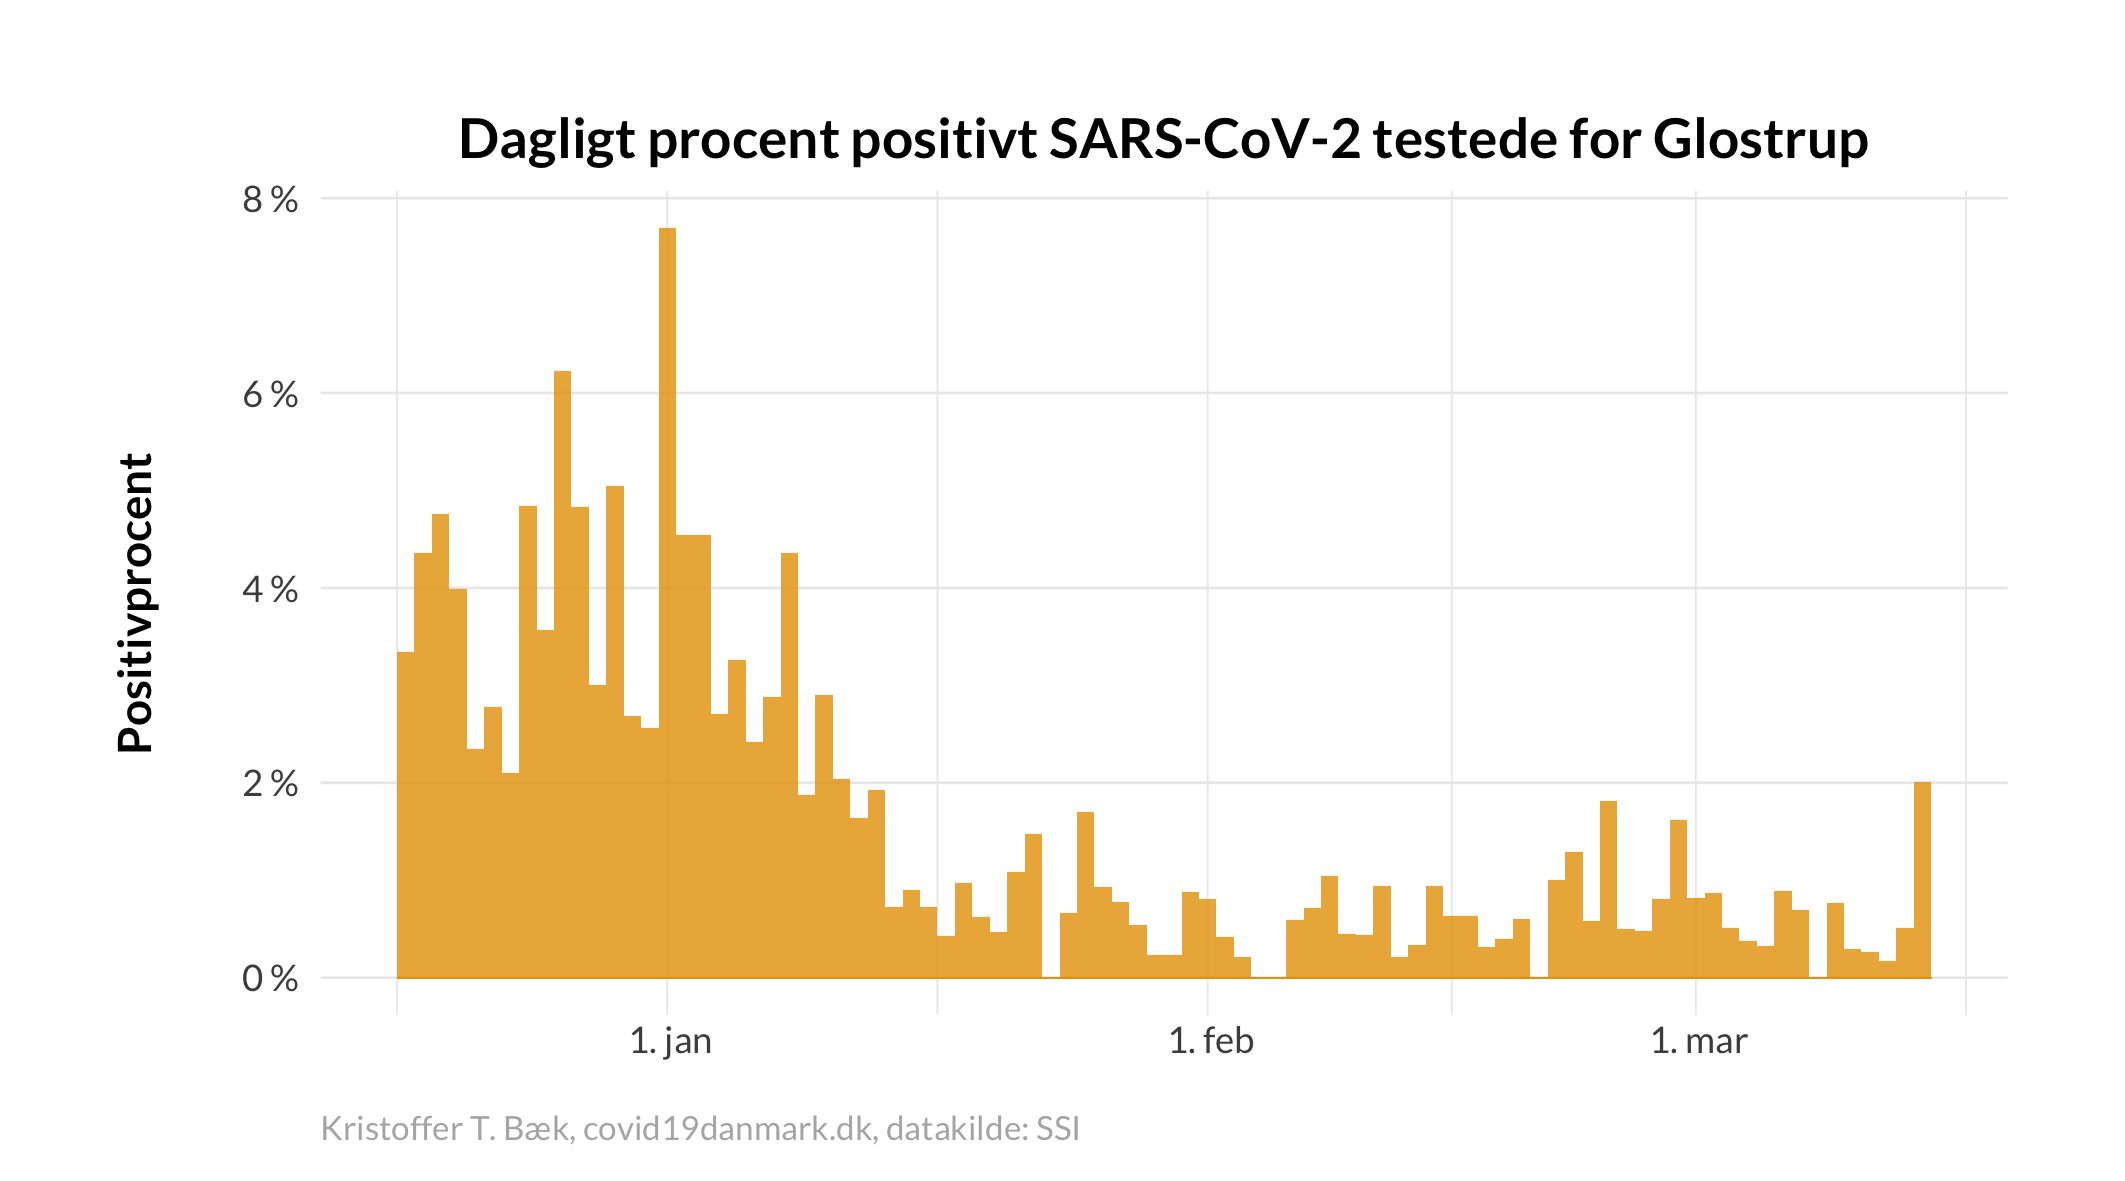 Dagligt procent positivt SARS-CoV-2 testede for Glostrup
Positivprocent
8 %
6 %
4 %
2 %
0 %
1. jan
1. feb
1. mar
Kristoffer T. Bæk, covid19danmark.dk, datakilde: SSI